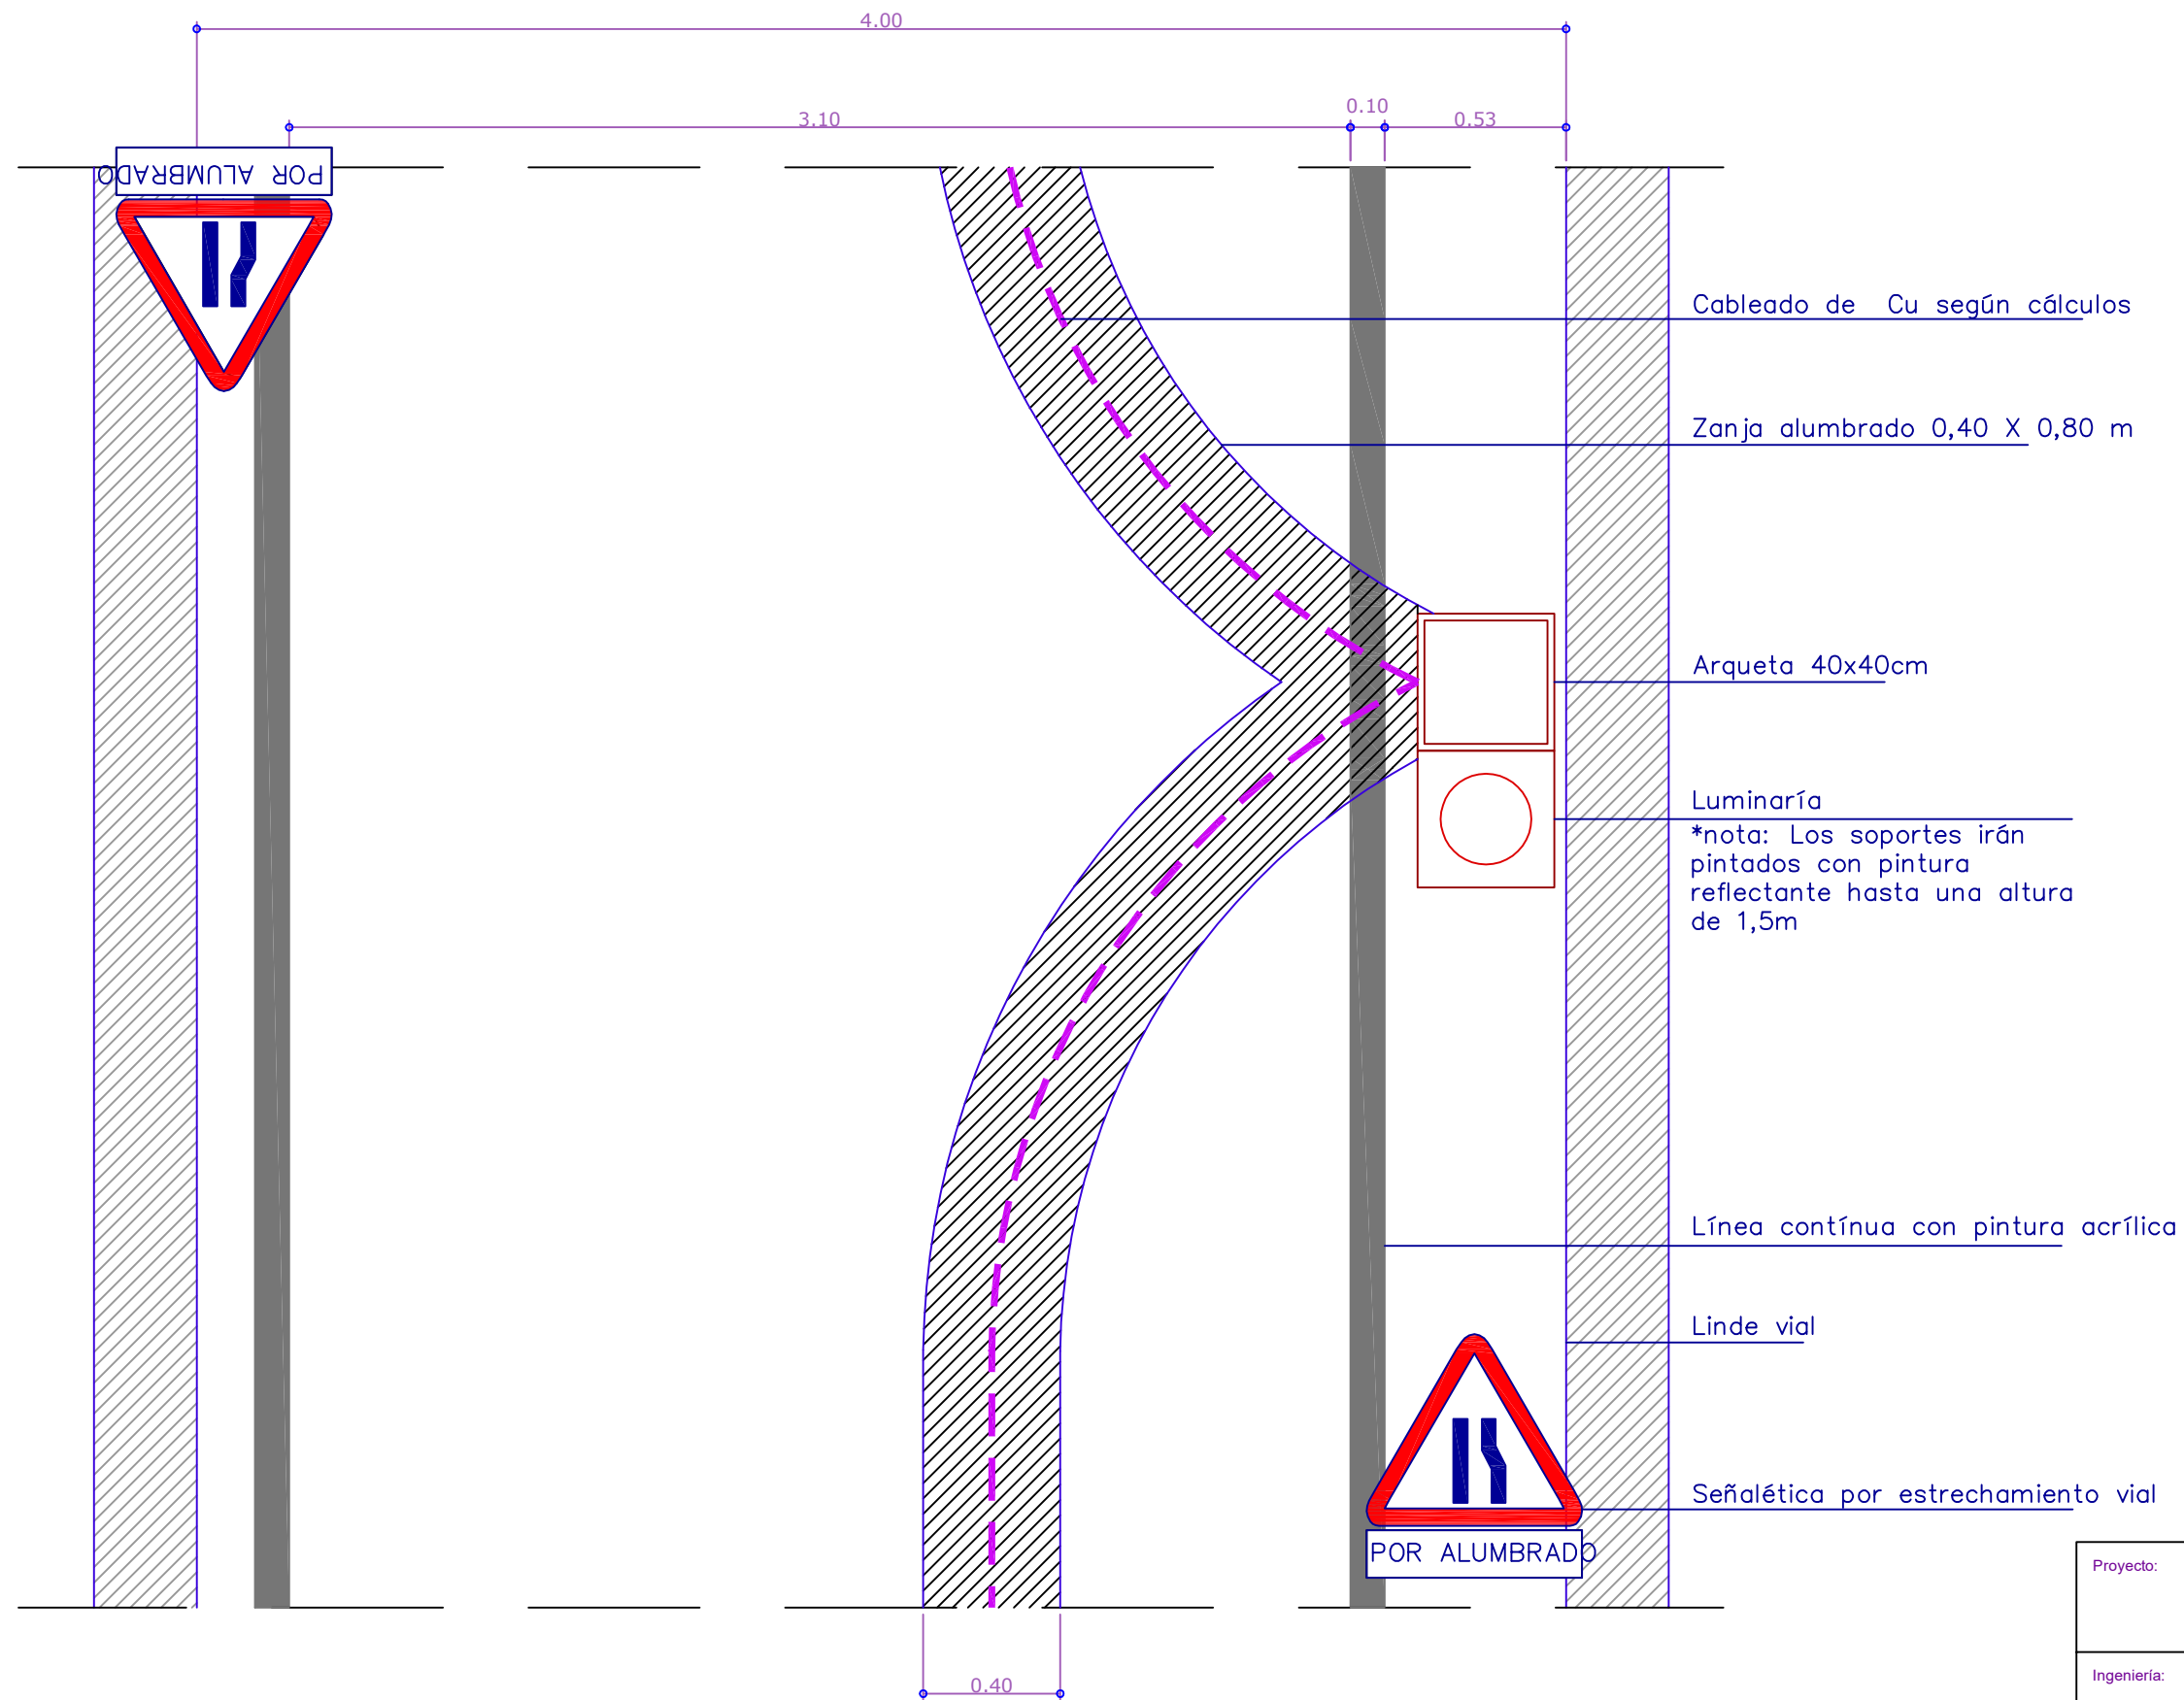 4.00
3.10
0.10
0.53
POR ALUMBRADO
Cableado de Cu según cálculos
Zanja alumbrado 0,40 X 0,80 m
Arqueta 40x40cm
Luminaría
*nota: Los soportes irán
pintados con pintura
reflectante hasta una altura
de 1,5m
Línea contínua con pintura acrílica
Linde vial
Señalética por estrechamiento vial
POR ALUMBRADO
Proyecto:
Ingeniería:
0.40